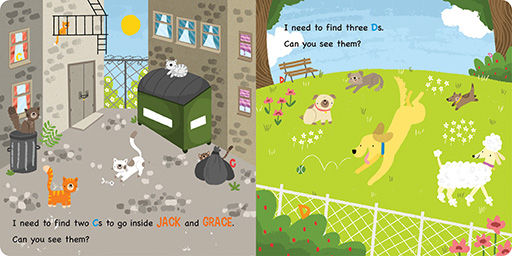 I need to find two Cs to go inside JACK and GRACE.
Can you see them?
I need to find three Ds.
Can you see them?
C
D
D